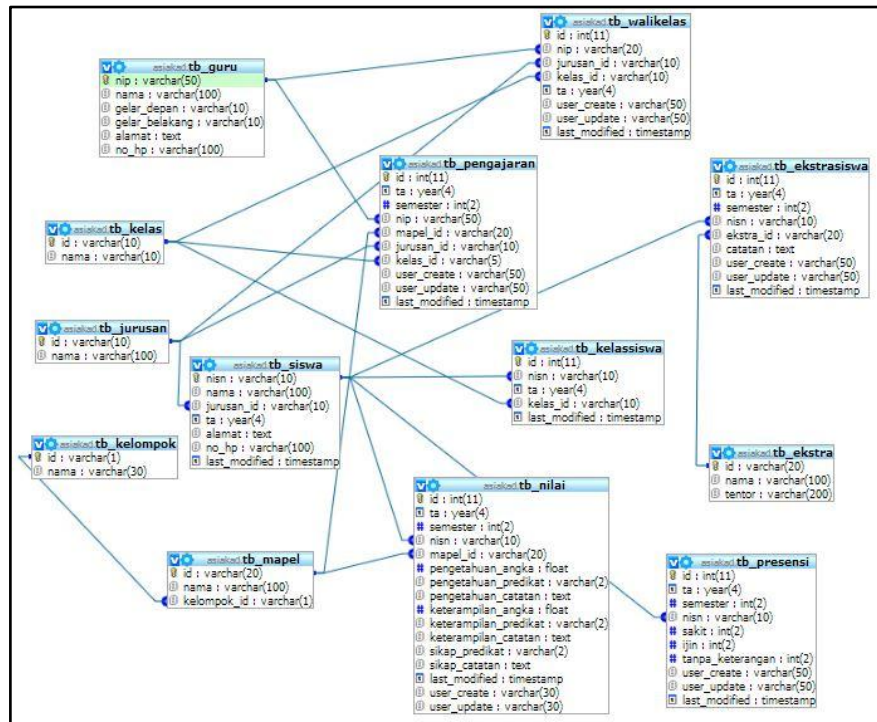 asiakad.tb_walikelas
id : int(11)
nip : varchar(20)
jurusan_id : varchar(10)
kelas_id : varchar(10)
ta : year(4)
user_create : varchar(50)
user_update : varchar(50)
last_modified : timestamp
asiakad.tb_guru
nip : varchar(50)
nama : varchar(100)
gelar_depan : varchar(10)
gelar_belakang : varchar(10)
alamat : text
no_hp : varchar(100)
asiakad.tb_pengajaran
id : int(11)
ta : year(4)
semester : int(2)
nip : varchar(50)
mapel_id : varchar(20)
jurusan_id : varchar(10)
kelas_id : varchar(5)
user_create : varchar(50)
user_update : varchar(50)
last_modified : timestamp
asiakad.tb_ekstrasiswa
id : int(11)
ta : year(4)
semester : int(2)
nisn : varchar(10)
ekstra_id : varchar(20)
catatan : text
user_create : varchar(50)
user_update : varchar(50)
last_modified : timestamp
asiakad.tb_kelas
id : varchar(10)
nama : varchar(10)
asiakad.tb_jurusan
id : varchar(10)
nama : varchar(100)
asiakad.tb_siswa
nisn : varchar(10)
nama : varchar(100)
jurusan_id : varchar(10)
ta : year(4)
alamat : text
no_hp : varchar(100)
last_modified : timestamp
asiakad.tb_kelassiswa
id : int(11)
nisn : varchar(10)
ta : year(4)
kelas_id : varchar(10)
last_modified : timestamp
asiakad.tb_kelompok
id : varchar(1)
nama : varchar(30)
asiakad.tb_ekstra
id : varchar(20)
nama : varchar(100)
tentor : varchar(200)
asiakad.tb_nilai
id : int(11)
ta : year(4)
semester : int(2)
nisn : varchar(10)
mapel_id : varchar(20)
pengetahuan_angka : float
pengetahuan_predikat : varchar(2)
pengetahuan_catatan : text
keterampilan_angka : float
keterampilan_predikat : varchar(2)
keterampilan_catatan : text
sikap_predikat : varchar(2)
sikap_catatan : text
last_modified : timestamp
user_create : varchar(30)
user_update : varchar(30)
asiakad.tb_mapel
id : varchar(20)
nama : varchar(100)
kelompok_id : varchar(1)
asiakad.tb_presensi
id : int(11)
ta : year(4)
semester : int(2)
nisn : varchar(10)
sakit : int(2)
ijin : int(2)
tanpa_keterangan : int(2)
user_create : varchar(50)
user_update : varchar(50)
last_modified : timestamp